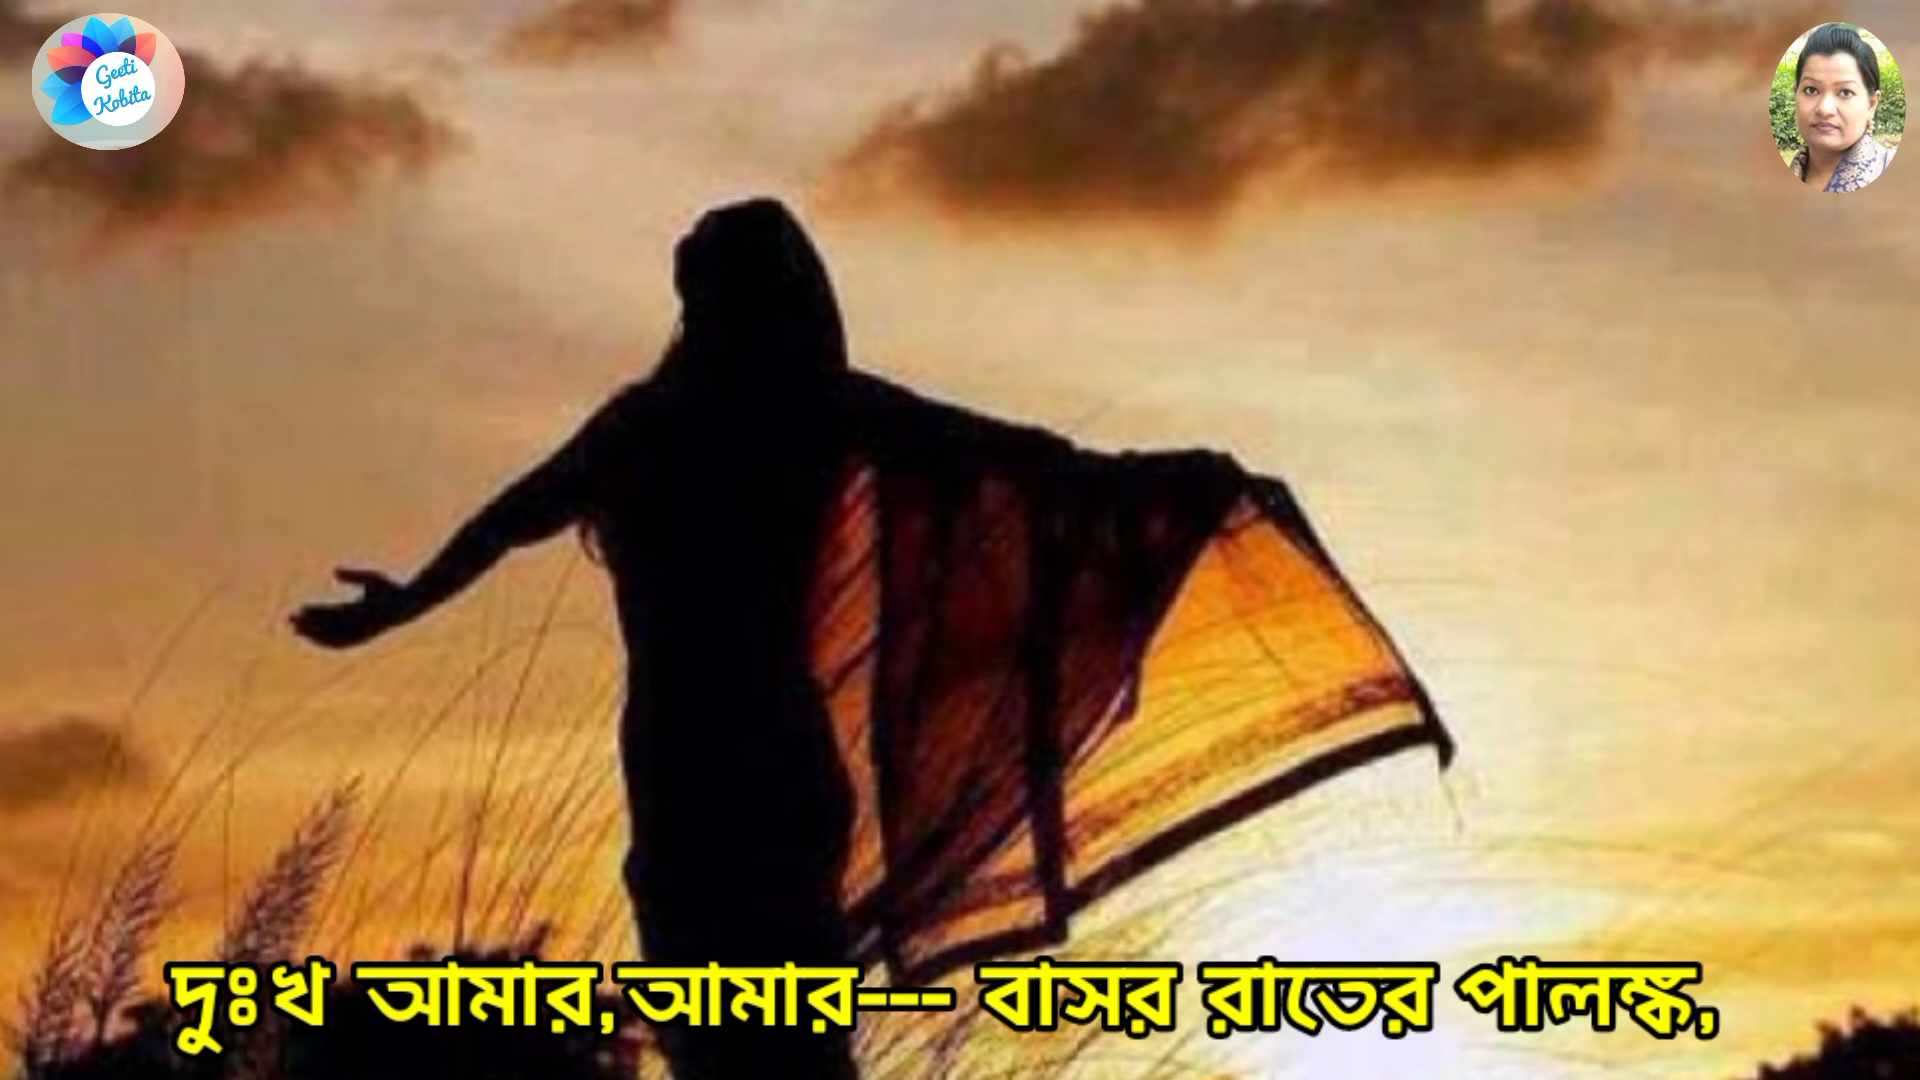 Geeti
Kobita
দুঃখ আমার,আমার--- বাসর রাতের পালঙ্ক,